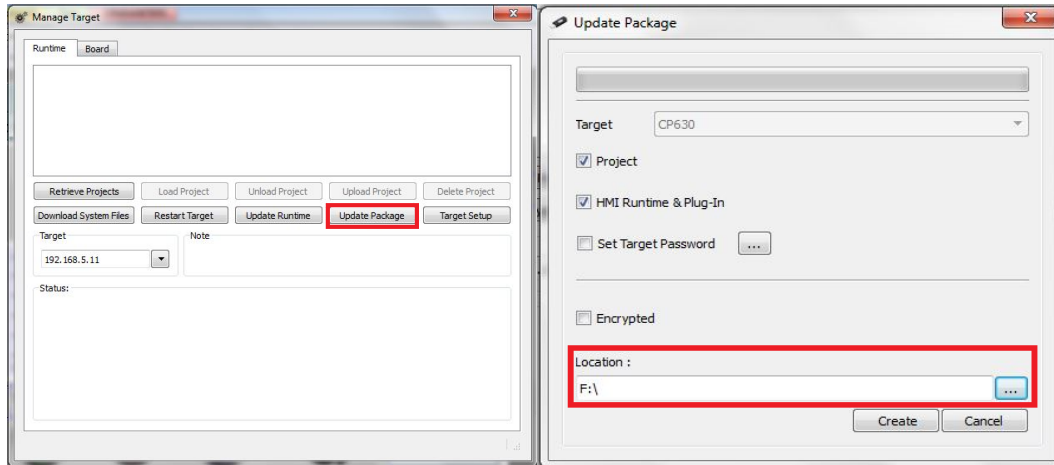 Manage Target
Runtime Board
Retrieve Projects Load Project Unload Project Upload Project Delete Project
Download System Files Restart Target Update Runtime Update Package Target Setup
Target Note
192.168.5.11
Status:
Update Package
Target CP630
Project
HMI Runtime & Plug-In
Set Target Password ...
Encrypted
Location :
F:\ ...
Create Cancel